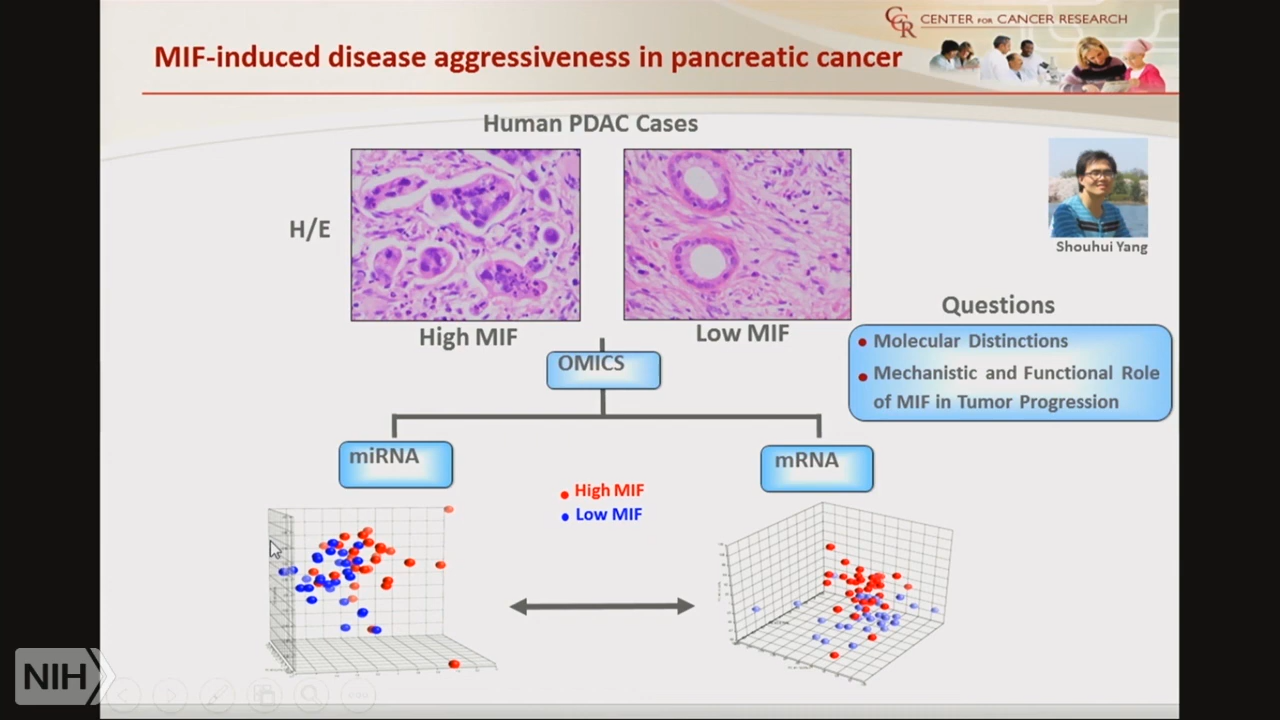 CCR CENTER FOR CANCER RESEARCH
MIF-induced disease aggressiveness in pancreatic cancer
Human PDAC Cases
H/E
High MIF
Low MIF
Shouhui Yang
Questions
• Molecular Distinctions
• Mechanistic and Functional Role
of MIF in Tumor Progression
OMICS
miRNA
mRNA
High MIF
Low MIF
NIH